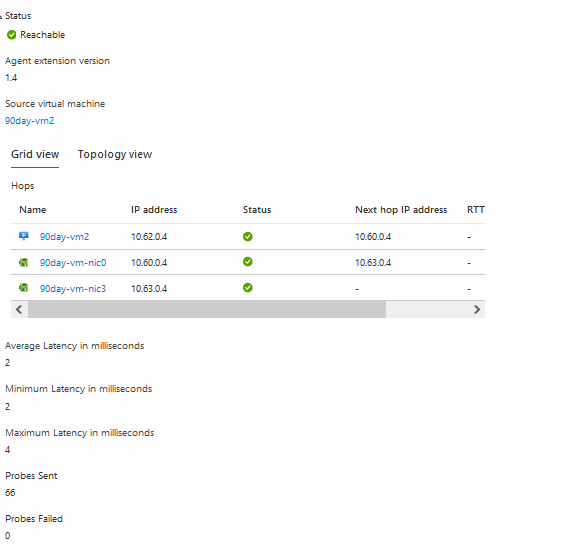 Status
Reachable
Agent extension version
1.4
Source virtual machine
90day-vm2
Grid view Topology view
Hops
Name IP address Status Next hop IP address RTT
90day-vm2 10.62.0.4 10.60.0.4 -
90day-vm-nic0 10.60.0.4 10.63.0.4 -
90day-vm-nic3 10.63.0.4 - -
Average Latency in milliseconds
2
Minimum Latency in milliseconds
2
Maximum Latency in milliseconds
4
Probes Sent
66
Probes Failed
0